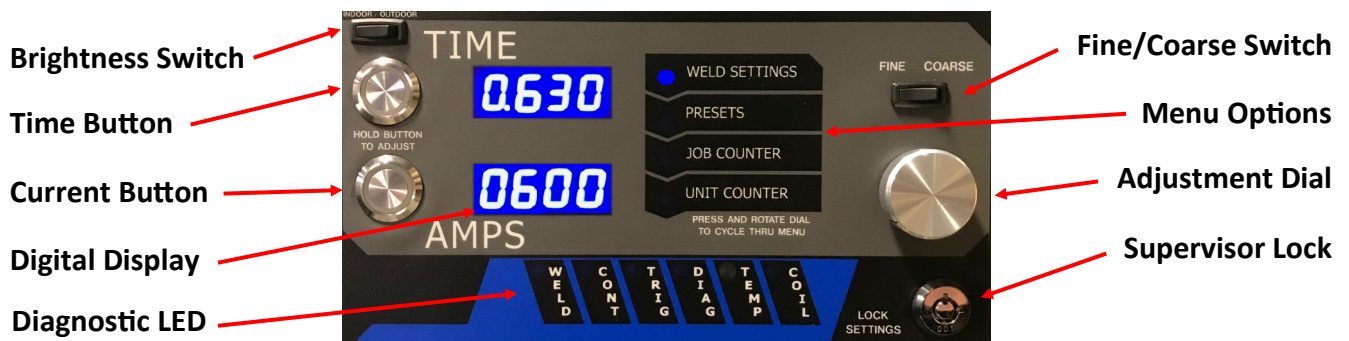 Brightness Switch
Time Button
Current Button
Digital Display
Diagnostic LED
INDOOR / OUTDOOR
TIME
0.630
HOLD BUTTON
TO ADJUST
0600
AMPS
WELD SETTINGS
PRESETS
JOB COUNTER
UNIT COUNTER
PRESS AND ROTATE DIAL
TO CYCLE THRU MENU
FINE COARSE
WELD
CONT
TRIG
DIAG
TEMP
COIL
LOCK
SETTINGS
001
Fine/Coarse Switch
Menu Options
Adjustment Dial
Supervisor Lock